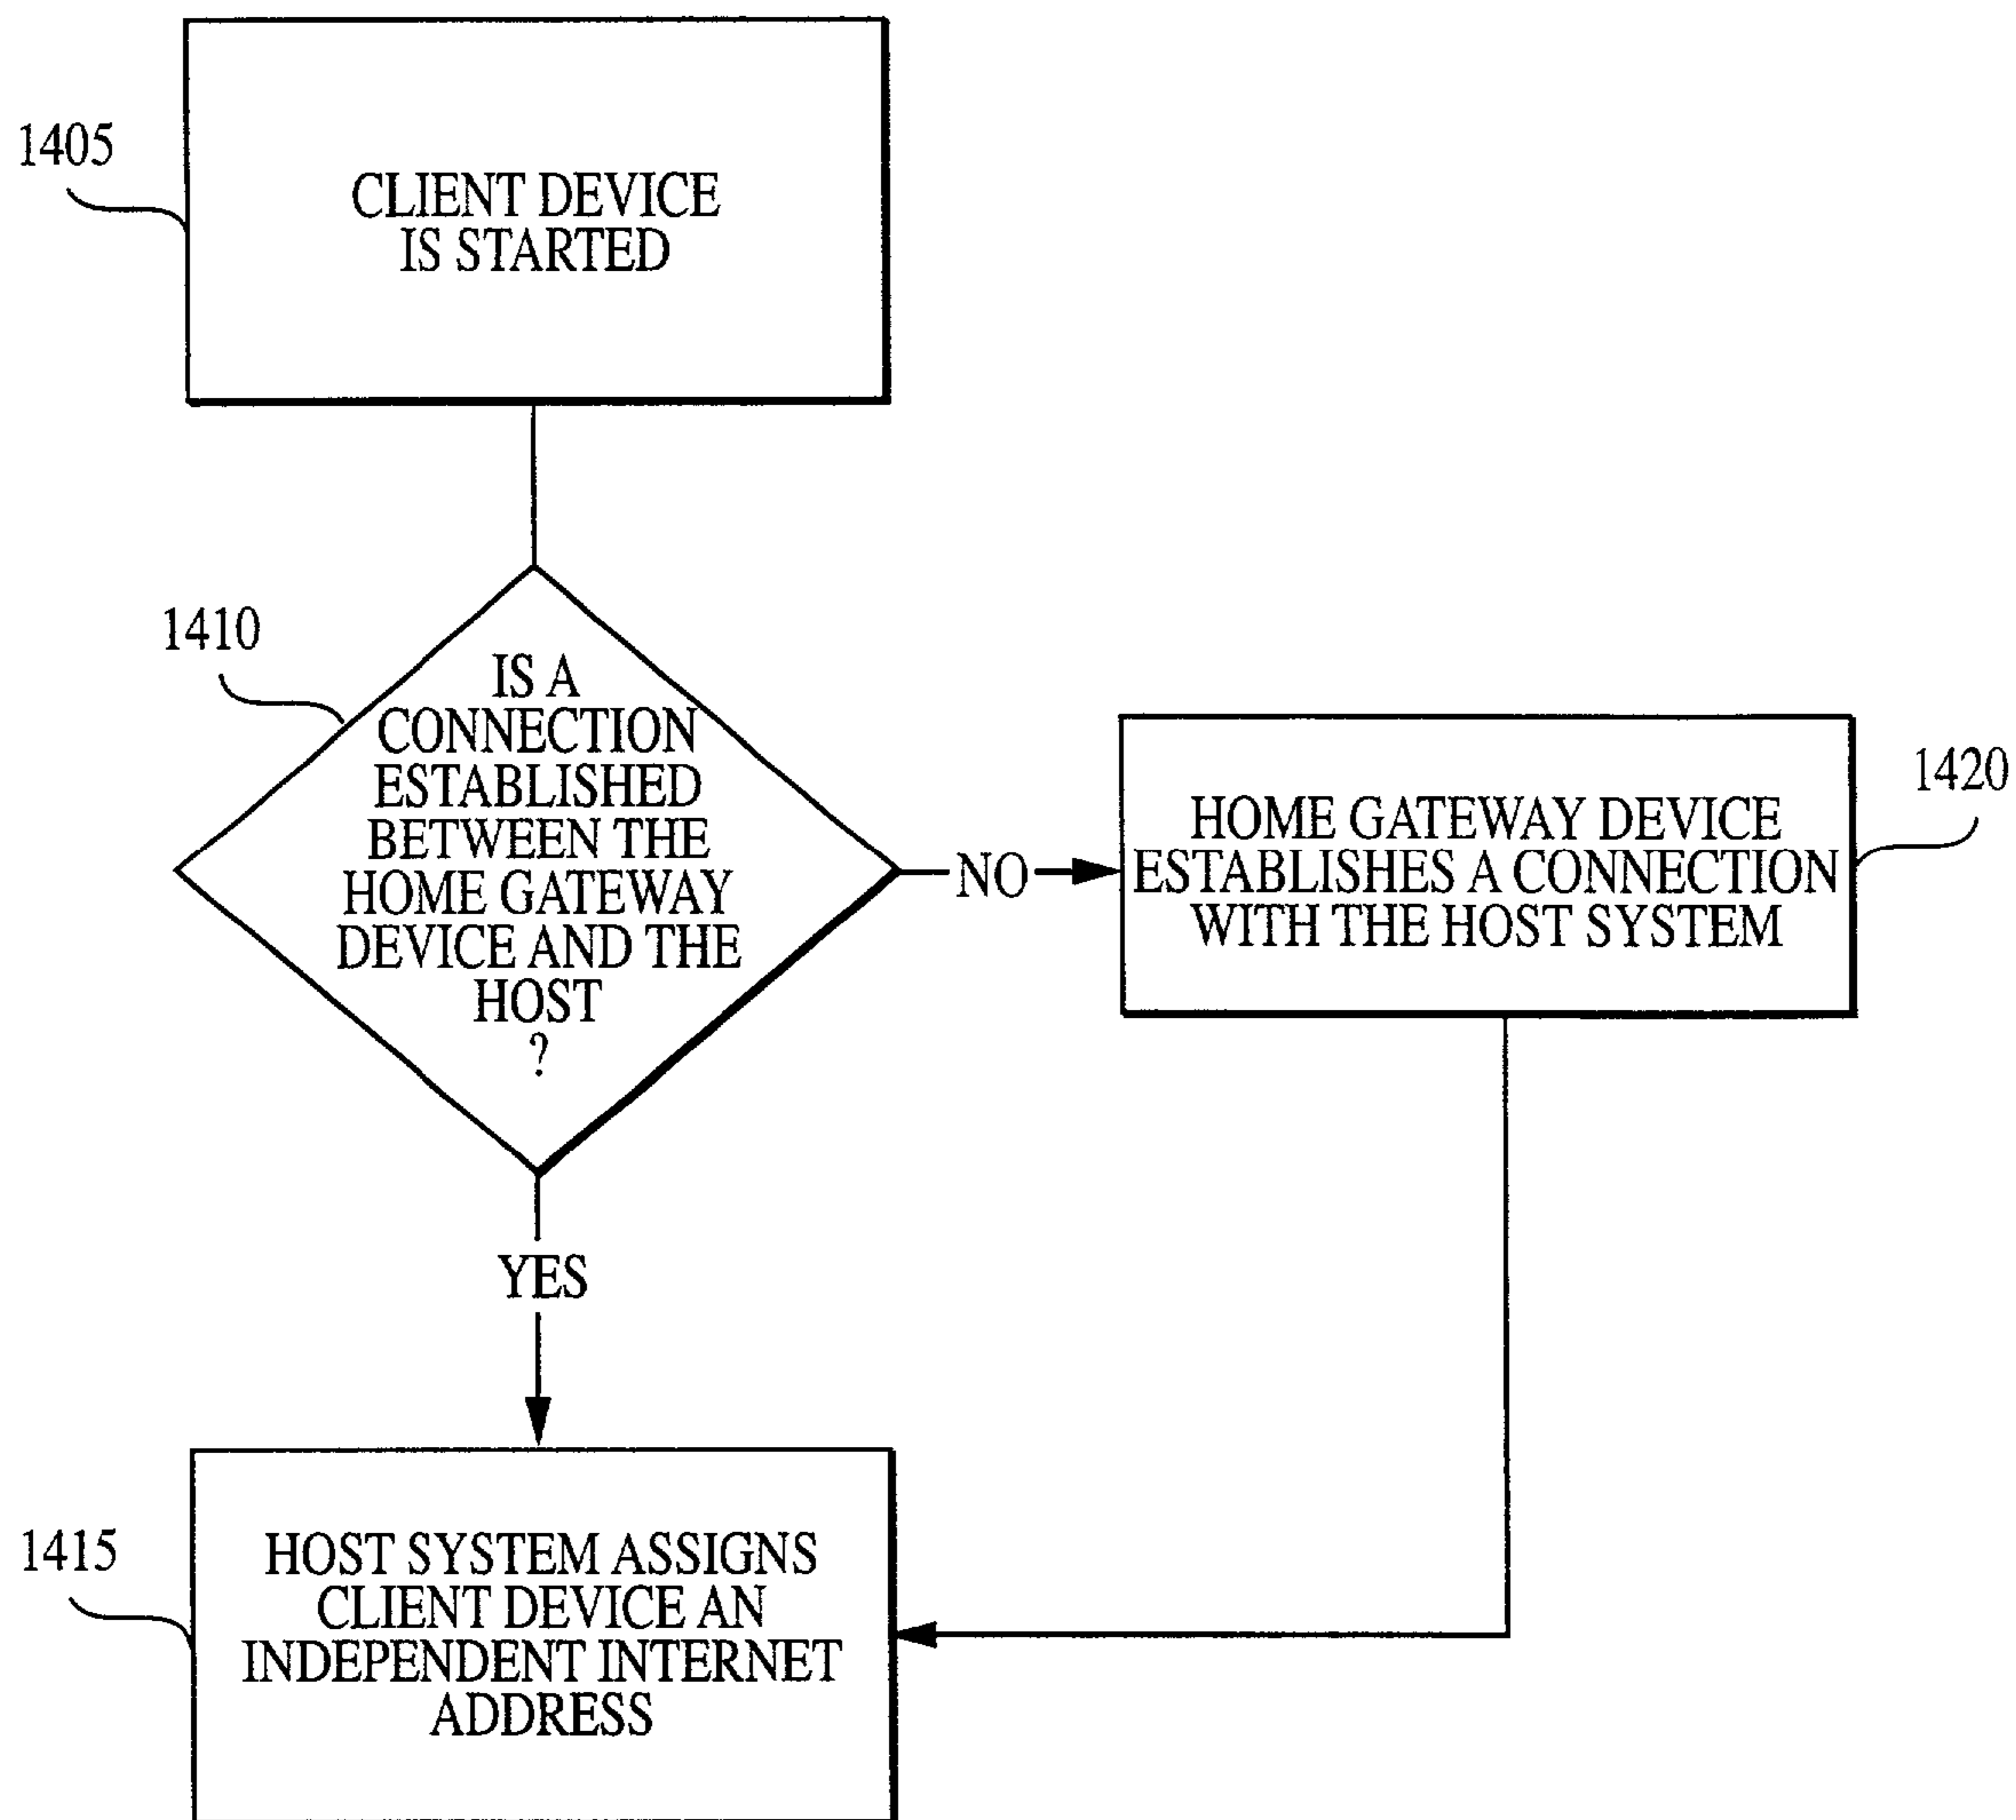 1405
CLIENT DEVICE
IS STARTED
1410
IS A
CONNECTION
ESTABLISHED
BETWEEN THE
HOME GATEWAY
DEVICE AND THE
HOST
?
NO
HOME GATEWAY DEVICE
ESTABLISHES A CONNECTION
WITH THE HOST SYSTEM
1420
YES
1415
HOST SYSTEM ASSIGNS
CLIENT DEVICE AN
INDEPENDENT INTERNET
ADDRESS